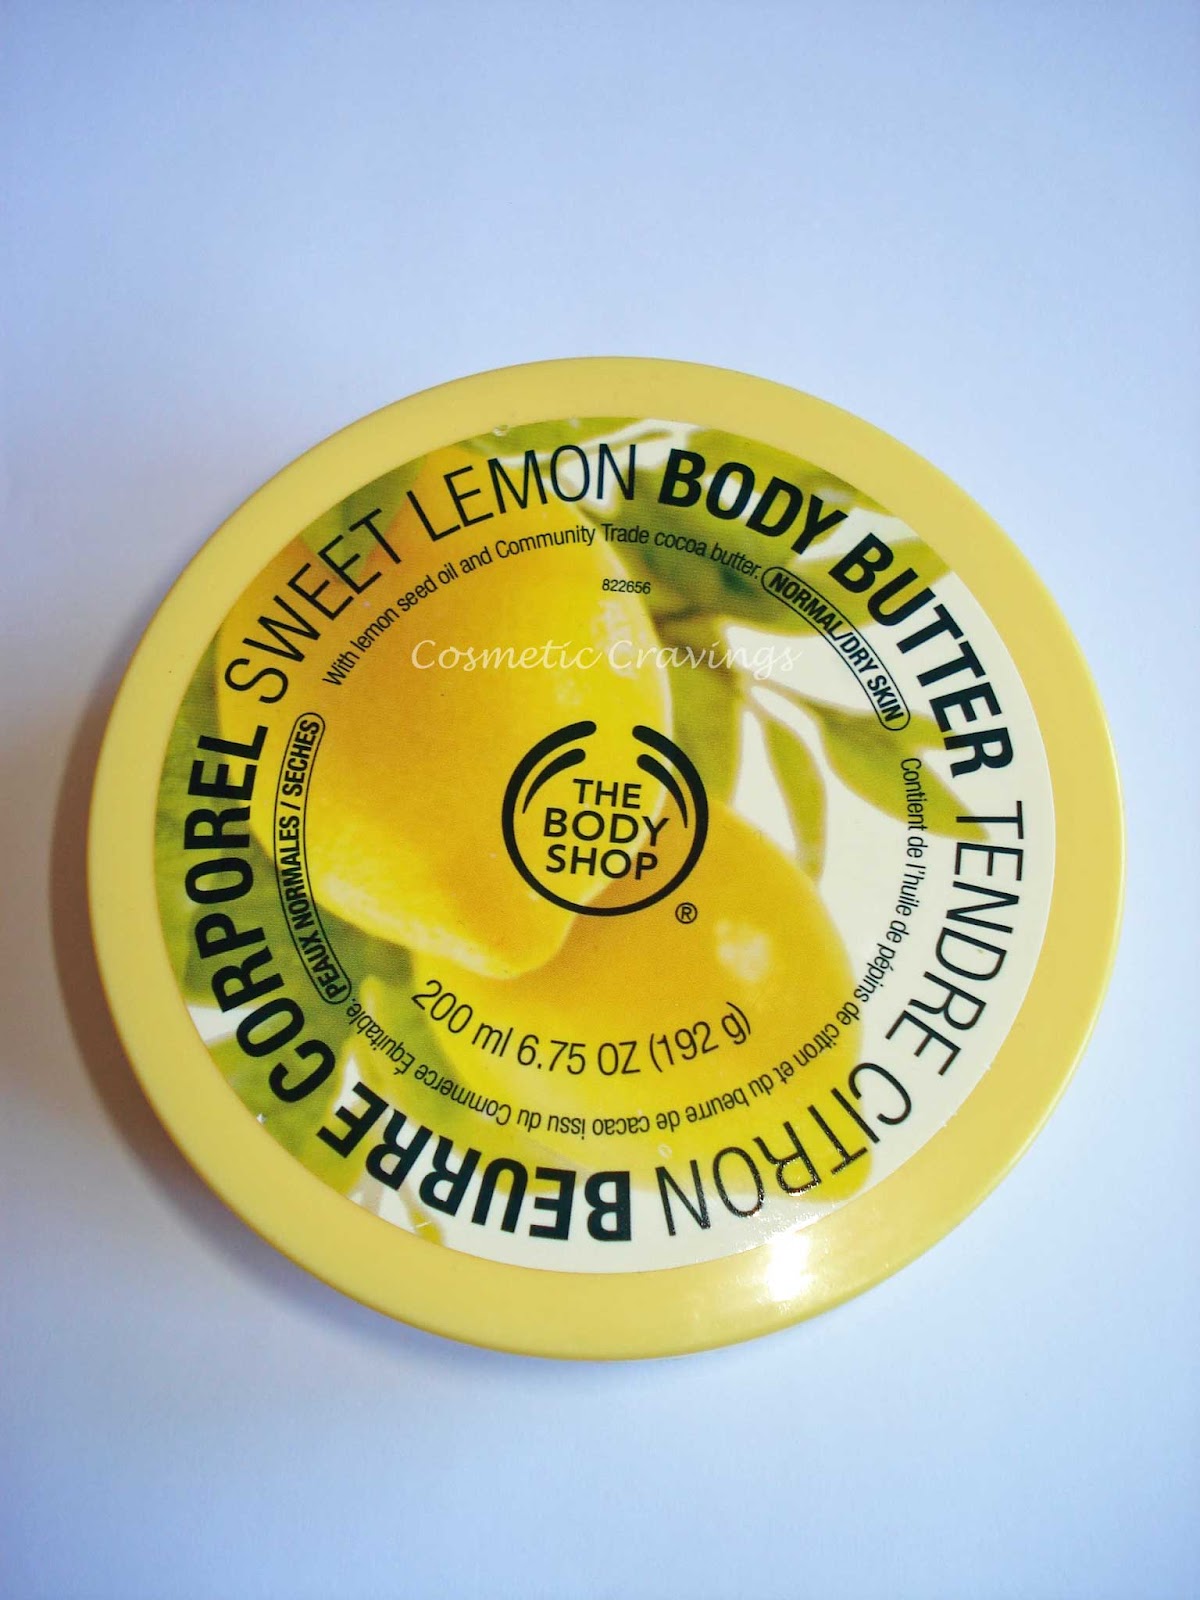 SWEET LEMON BODY BUTTER
With lemon seed oil and Community Trade cocoa butter. NORMAL/DRY SKIN
822656
Cosmetic Cravings
THE
BODY
SHOP
®
200 ml 6.75 OZ (192 g)
TENDRE CITRON BEURRE CORPOREL
Contient de l'huile de pépins de citron et du beurre de cacao issu du Commerce Équitable. PEAUX NORMALES / SECHES